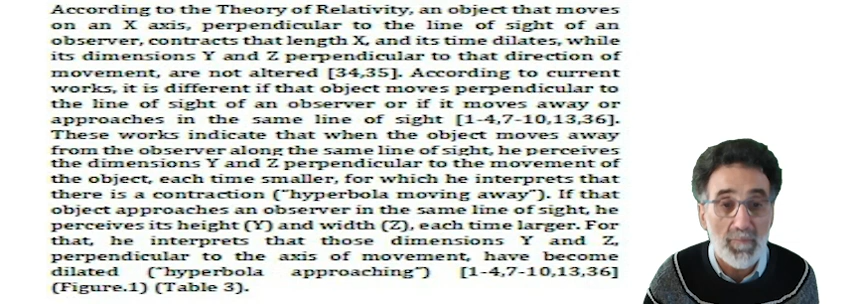 According to the Theory of Relativity, an object that moves
on an X axis, perpendicular to the line of sight of an
observer, contracts that length X, and its time dilates, while
its dimensions Y and Z perpendicular to that direction of
movement, are not altered [34,35]. According to current
works, it is different if that object moves perpendicular to
the line of sight of an observer or if it moves away or
approaches in the same line of sight [1-4,7-10,13,36].
These works indicate that when the object moves away
from the observer along the same line of sight, he perceives
the dimensions Y and Z perpendicular to the movement of
the object, each time smaller, for which he interprets that
there is a contraction ("hyperbola moving away"). If that
object approaches an observer in the same line of sight, he
perceives its height (Y) and width (Z), each time larger. For
that, he interprets that those dimensions Y and Z,
perpendicular to the axis of movement, have become
dilated ("hyperbola approaching") [1-4,7-10,13,36]
(Figure.1) (Table 3).